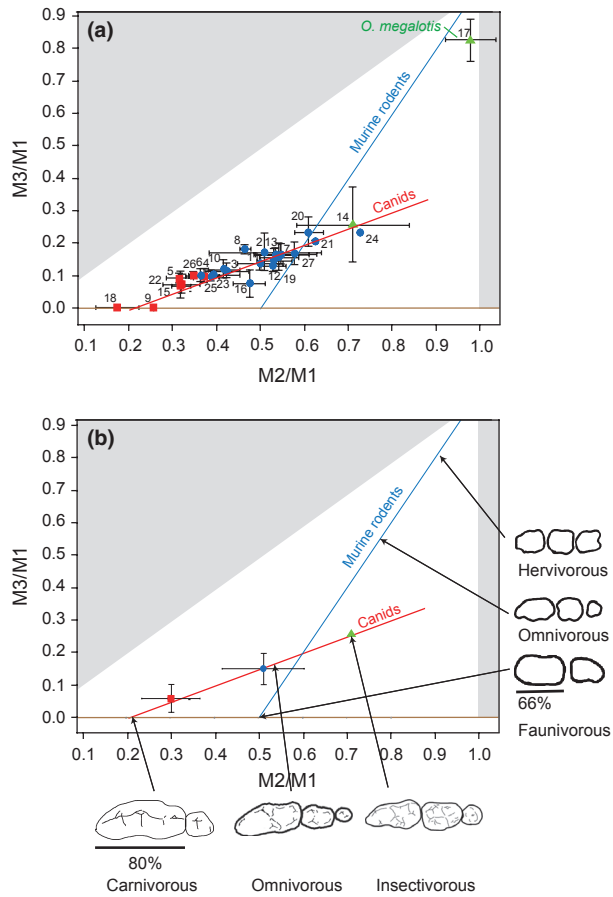 (a)
O. megalotis
17
Murine rodents
Canids
20
14
21
24
8
2
13
7
27
10
12
19
3
16
26
6
4
5
22
15
25
23
18
9
0.9
0.8
0.7
0.6
0.5
0.4
0.3
0.2
0.1
0.0
M3/M1
0.1 0.2 0.3 0.4 0.5 0.6 0.7 0.8 0.9 1.0
M2/M1
(b)
Murine rodents
Canids
0.9
0.8
0.7
0.6
0.5
0.4
0.3
0.2
0.1
0.0
M3/M1
0.1 0.2 0.3 0.4 0.5 0.6 0.7 0.8 0.9 1.0
M2/M1
Hervivorous
Omnivorous
66%
Faunivorous
80%
Carnivorous Omnivorous Insectivorous